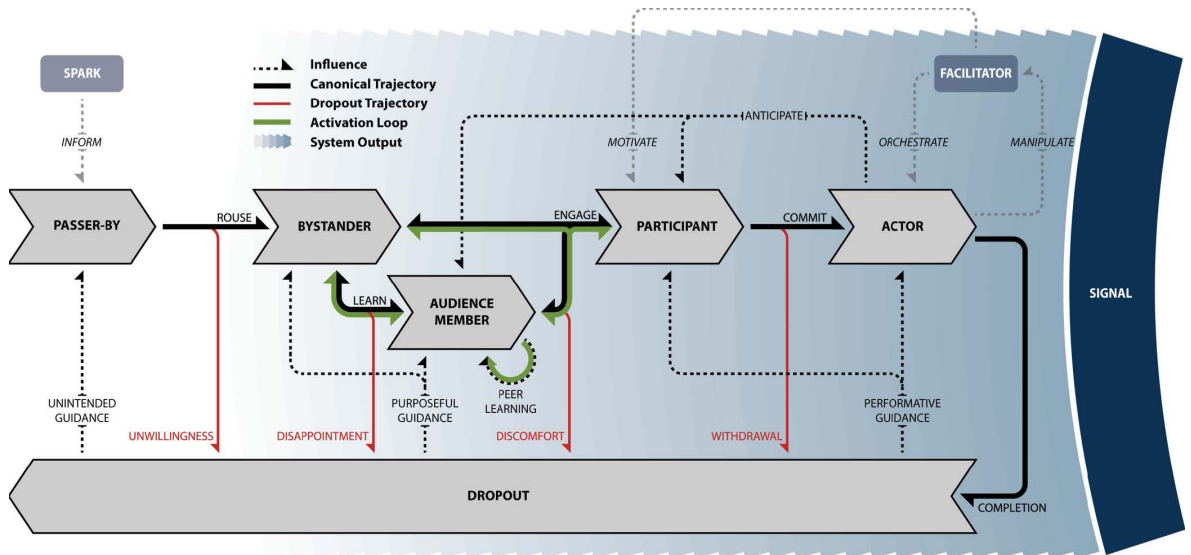 SPARK
FACILITATOR
Influence
Canonical Trajectory
Dropout Trajectory
Activation Loop
System Output
INFORM
ANTICIPATE
MOTIVATE
ORCHESTRATE
MANIPULATE
PASSER-BY
ROUSE
BYSTANDER
ENGAGE
PARTICIPANT
COMMIT
ACTOR
SIGNAL
LEARN
AUDIENCE
MEMBER
PEER
LEARNING
UNINTENDED
GUIDANCE
PURPOSEFUL
GUIDANCE
PERFORMATIVE
GUIDANCE
UNWILLINGNESS
DISAPPOINTMENT
DISCOMFORT
WITHDRAWAL
DROPOUT
COMPLETION